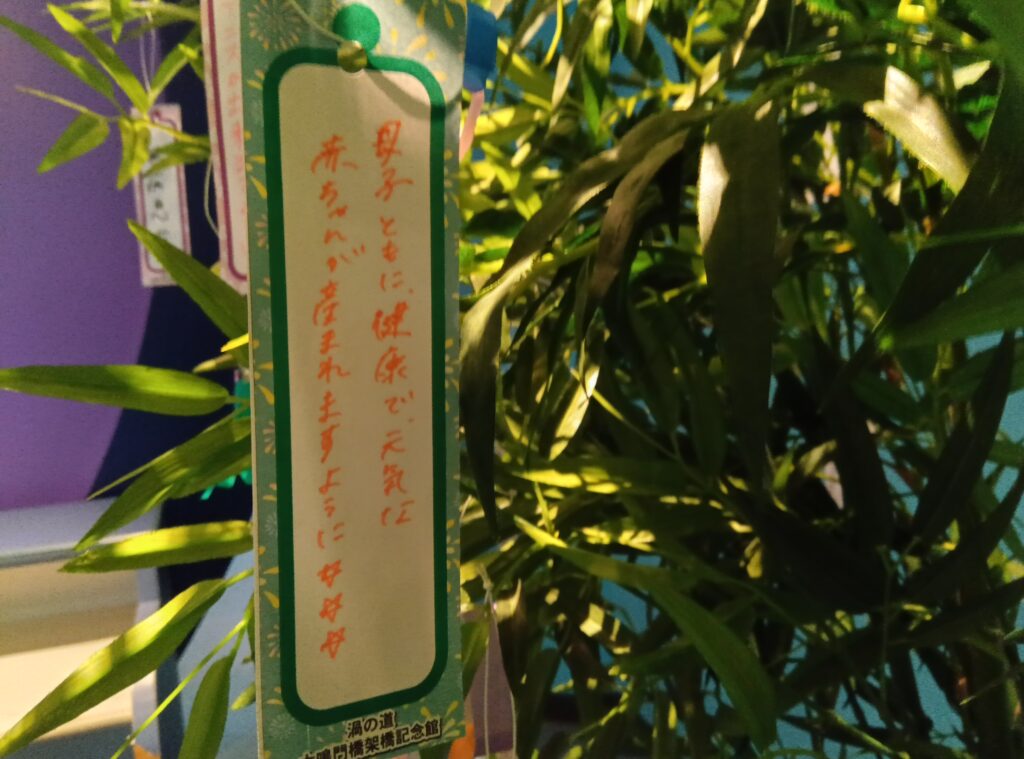 母子ともに、健康で、元気に
赤ちゃんが産まれますように☆☆☆
渦の道
大鳴門橋架橋記念館